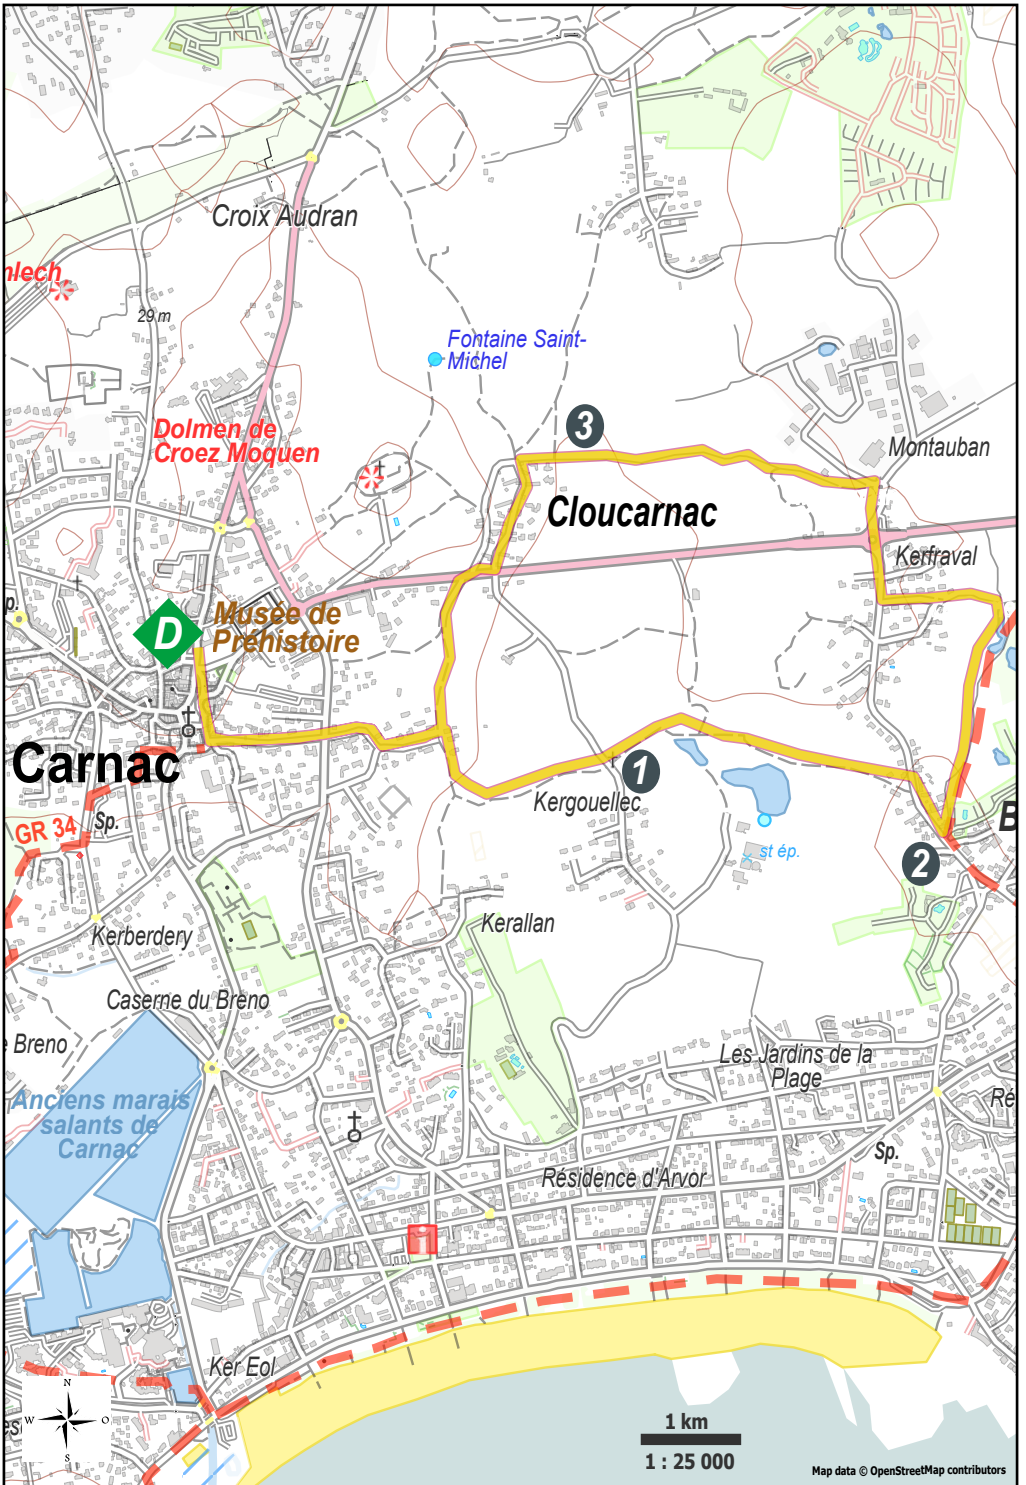 Croix Audran
nlech
29 m
Fontaine Saint-
Michel
Dolmen de
Croez Moquen
3
Montauban
Cloucarnac
Kerfraval
p.
D
Musée de
Préhistoire
Carnac
1
Kergouellec
GR 34
Sp.
B
2
st ép.
Kerallan
Kerberdery
Caserne du Breno
Breno
Les Jardins de la
Plage
Anciens marais
salants de
Carnac
Ré
Sp.
Résidence d'Arvor
i
Ker Eol
N
W
O
S
es
1 km
1 : 25 000
Map data © OpenStreetMap contributors